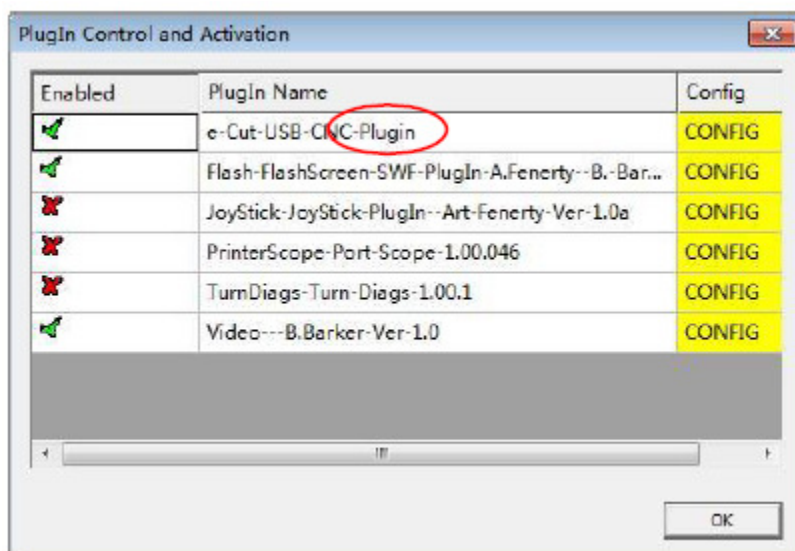 PlugIn Control and Activation
Enabled PlugIn Name Config
e-Cut-USB-CNC-Plugin CONFIG
Flash-FlashScreen-SWF-PlugIn-A.Fenerty--B.-Bar... CONFIG
JoyStick-JoyStick-PlugIn--Art-Fenerty-Ver-1.0a CONFIG
PrinterScope-Port-Scope-1.00.046 CONFIG
TurnDiags-Turn-Diags-1.00.1 CONFIG
Video---B.Barker-Ver-1.0 CONFIG
OK